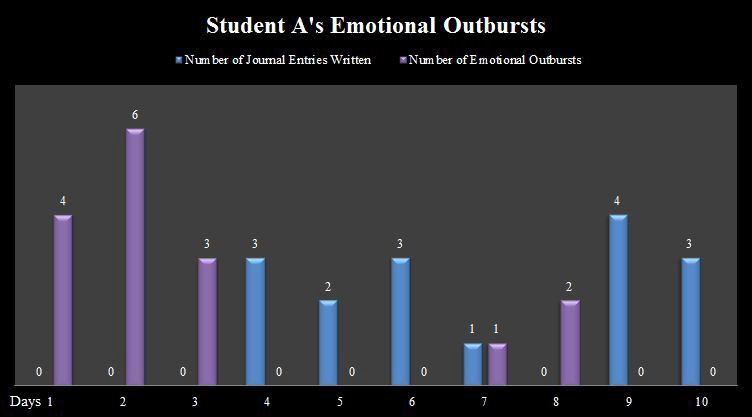 Student A's Emotional Outbursts
Number of Journal Entries Written Number of Emotional Outbursts
0 4 0 6 0 3 3 0 2 0 3 0 1 1 0 2 4 0 3 0
Days 1 2 3 4 5 6 7 8 9 10